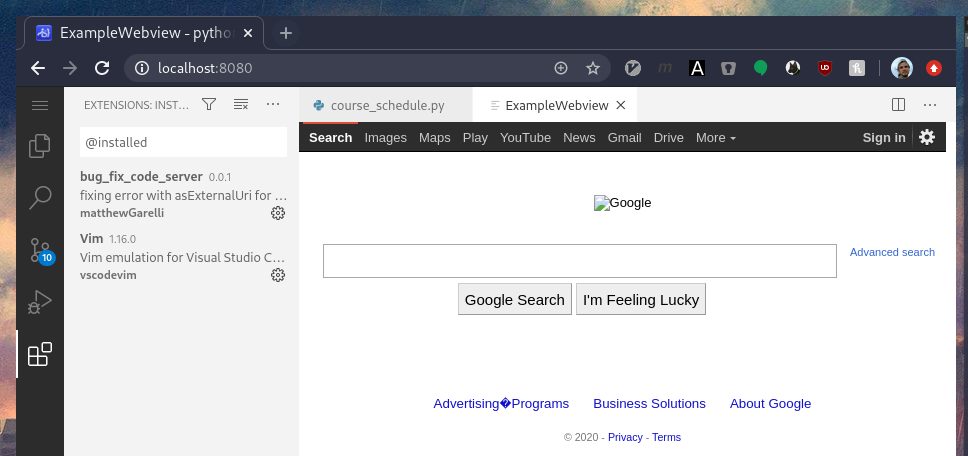 ExampleWebview - pytho
localhost:8080
EXTENSIONS: INST...
course_schedule.py
ExampleWebview
@installed
Search Images Maps Play YouTube News Gmail Drive More
Sign in
bug_fix_code_server 0.0.1
fixing error with asExternalUri for ...
matthewGarelli
Vim 1.16.0
Vim emulation for Visual Studio C...
vscodevim
10
Google
Advanced search
Google Search
I'm Feeling Lucky
Advertising�Programs
Business Solutions
About Google
© 2020 - Privacy - Terms